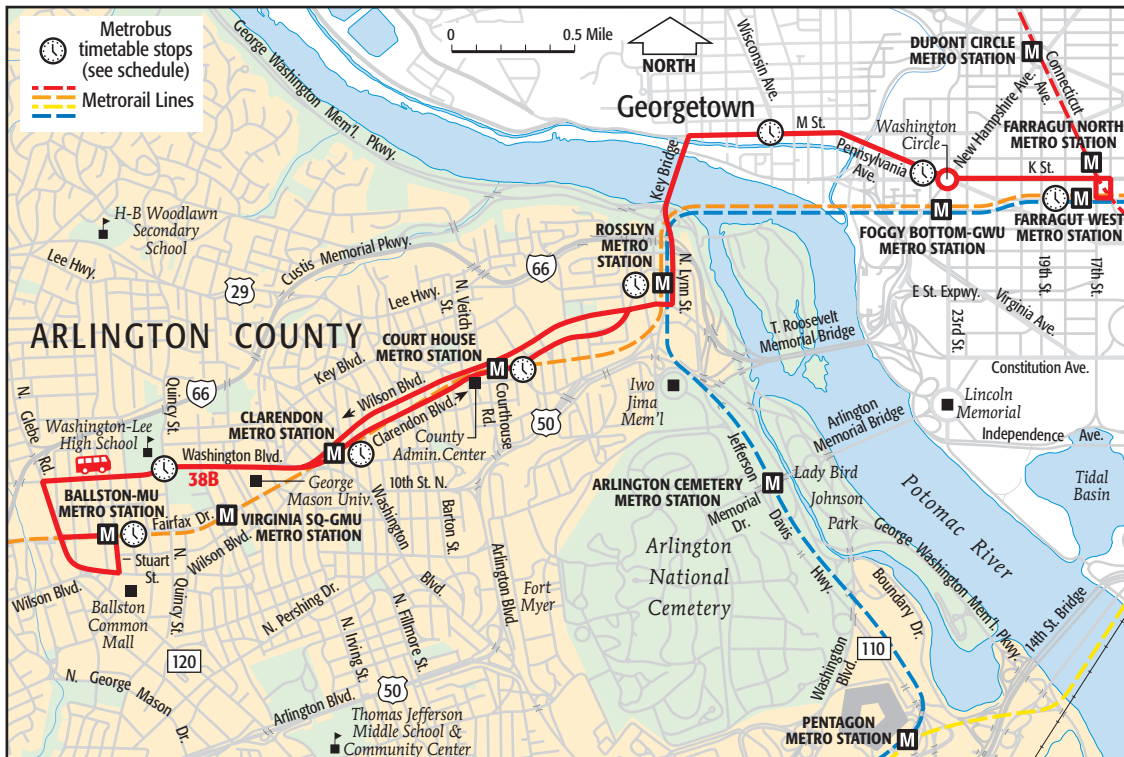 Metrobus
timetable stops
(see schedule)
Metrorail Lines
0 0.5 Mile
NORTH
George Washington Mem'l. Pkwy.
Wisconsin Ave.
Georgetown
M St.
Key Bridge
Pennsylvania
Ave.
Washington
Circle
New Hampshire Ave.
DUPONT CIRCLE
METRO STATION
M
Connecticut
Ave.
FARRAGUT NORTH
METRO STATION
M
K St.
M
FARRAGUT WEST
METRO STATION
M
FOGGY BOTTOM-GWU
METRO STATION
19th St.
17th St.
E St. Expwy.
Virginia Ave.
23rd St.
Constitution Ave.
Lincoln
Memorial
Independence Ave.
Tidal
Basin
H-B Woodlawn
Secondary
School
Lee Hwy.
Custis Memorial Pkwy.
29
66
Lee Hwy.
N. Veitch
St.
ROSSLYN
METRO
STATION
M
N. Lynn St.
T. Roosevelt
Memorial Bridge
ARLINGTON COUNTY
COURT HOUSE
METRO STATION
M
Key Blvd.
Wilson Blvd.
Clarendon Blvd.
Courthouse
Rd.
County
Admin.Center
50
Iwo
Jima
Mem'l
Arlington
Memorial Bridge
N. Glebe
Rd.
Quincy St.
66
Washington-Lee
High School
CLARENDON
METRO STATION
M
Washington Blvd.
38B
George
Mason Univ.
10th St. N.
BALLSTON-MU
METRO STATION
M
Fairfax Dr.
M
VIRGINIA SQ-GMU
METRO STATION
Wilson Blvd.
Stuart
St.
Wilson Blvd.
Ballston
Common
Mall
N. Quincy St.
Washington
Blvd.
Barton St.
Arlington Blvd.
N. Pershing Dr.
N. Irving St.
N. Fillmore St.
Fort
Myer
120
N. George Mason
Dr.
Arlington Blvd.
50
Thomas Jefferson
Middle School &
Community Center
ARLINGTON CEMETERY
METRO STATION
M
Memorial
Dr.
Jefferson
Davis
Hwy.
Lady Bird
Johnson
Park
Arlington
National
Cemetery
Potomac River
George Washington Mem'l. Pkwy.
Boundary Dr.
14th St. Bridge
Washington
Blvd.
110
PENTAGON
METRO STATION
M